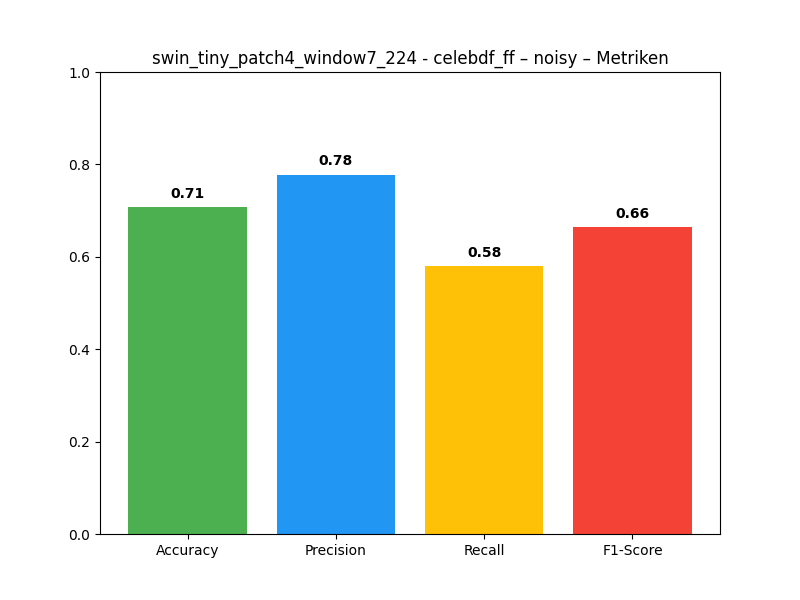 swin_tiny_patch4_window7_224 - celebdf_ff – noisy – Metriken
1.0
0.8
0.6
0.4
0.2
0.0
0.71
0.78
0.58
0.66
Accuracy
Precision
Recall
F1-Score